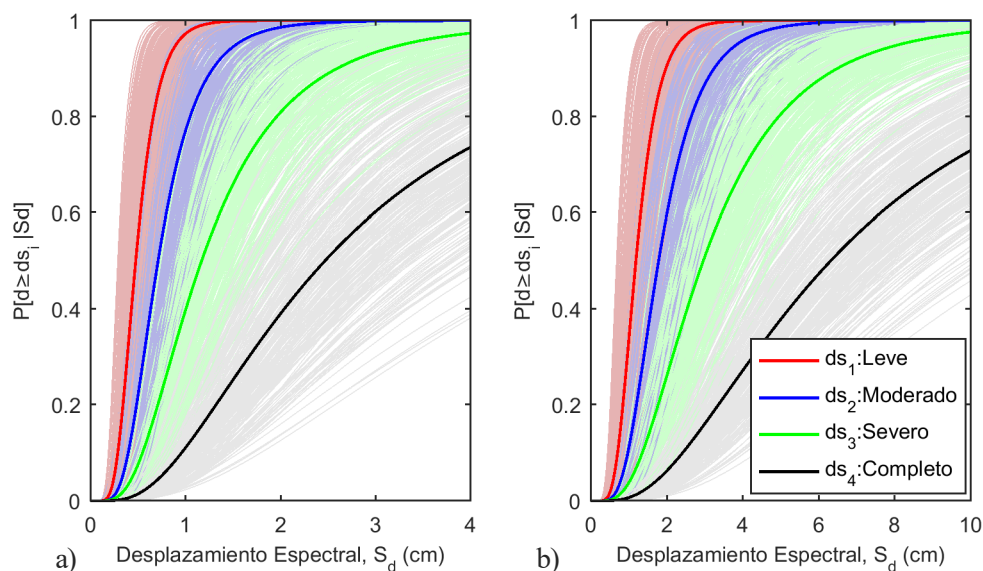 1
0.8
0.6
0.4
0.2
0
P[d≥ds_i |Sd]
0 1 2 3 4
Desplazamiento Espectral, S_d (cm)
a)
1
0.8
0.6
0.4
0.2
0
P[d≥ds_i |Sd]
ds_1:Leve
ds_2:Moderado
ds_3:Severo
ds_4:Completo
0 2 4 6 8 10
Desplazamiento Espectral, S_d (cm)
b)